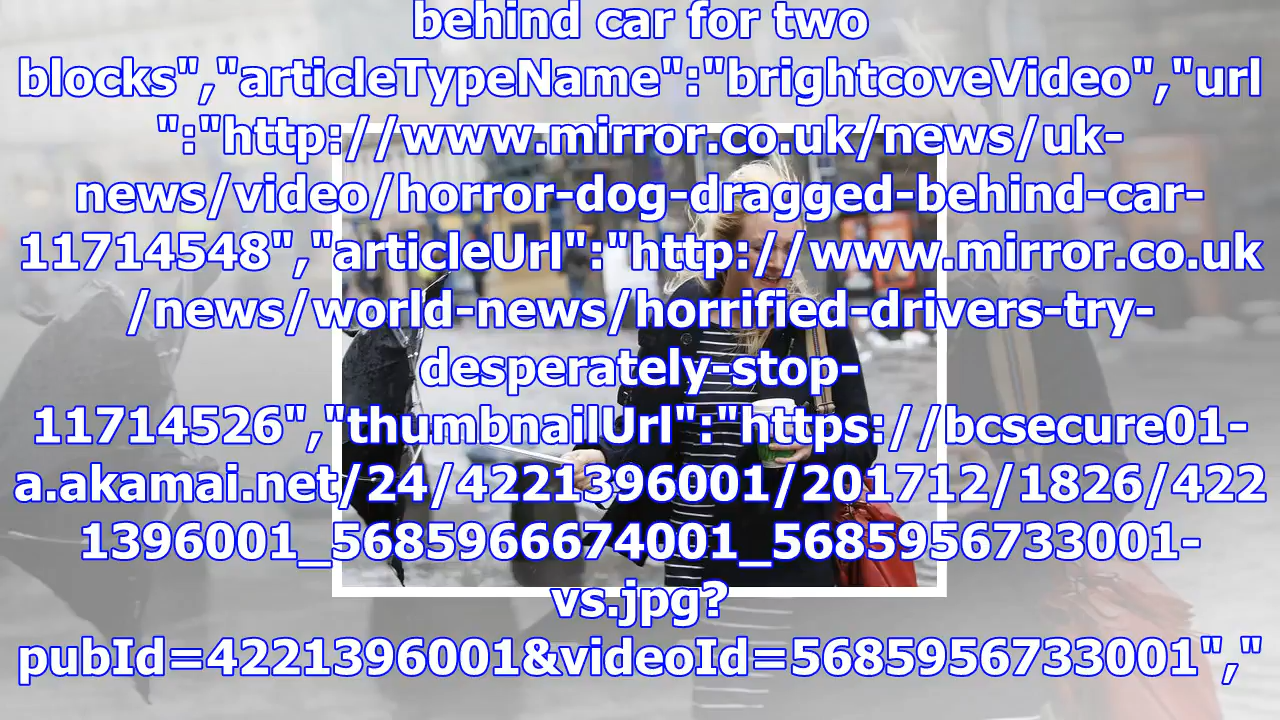 behind car for two
blocks","articleTypeName":"brightcoveVideo","url
":"http://www.mirror.co.uk/news/uk-
news/video/horror-dog-dragged-behind-car-
11714548","articleUrl":"http://www.mirror.co.uk
/news/world-news/horrified-drivers-try-
desperately-stop-
11714526","thumbnailUrl":"https://bcsecure01-
a.akamai.net/24/4221396001/201712/1826/422
1396001_5685966674001_5685956733001-
vs.jpg?
pubId=4221396001&videoId=5685956733001","